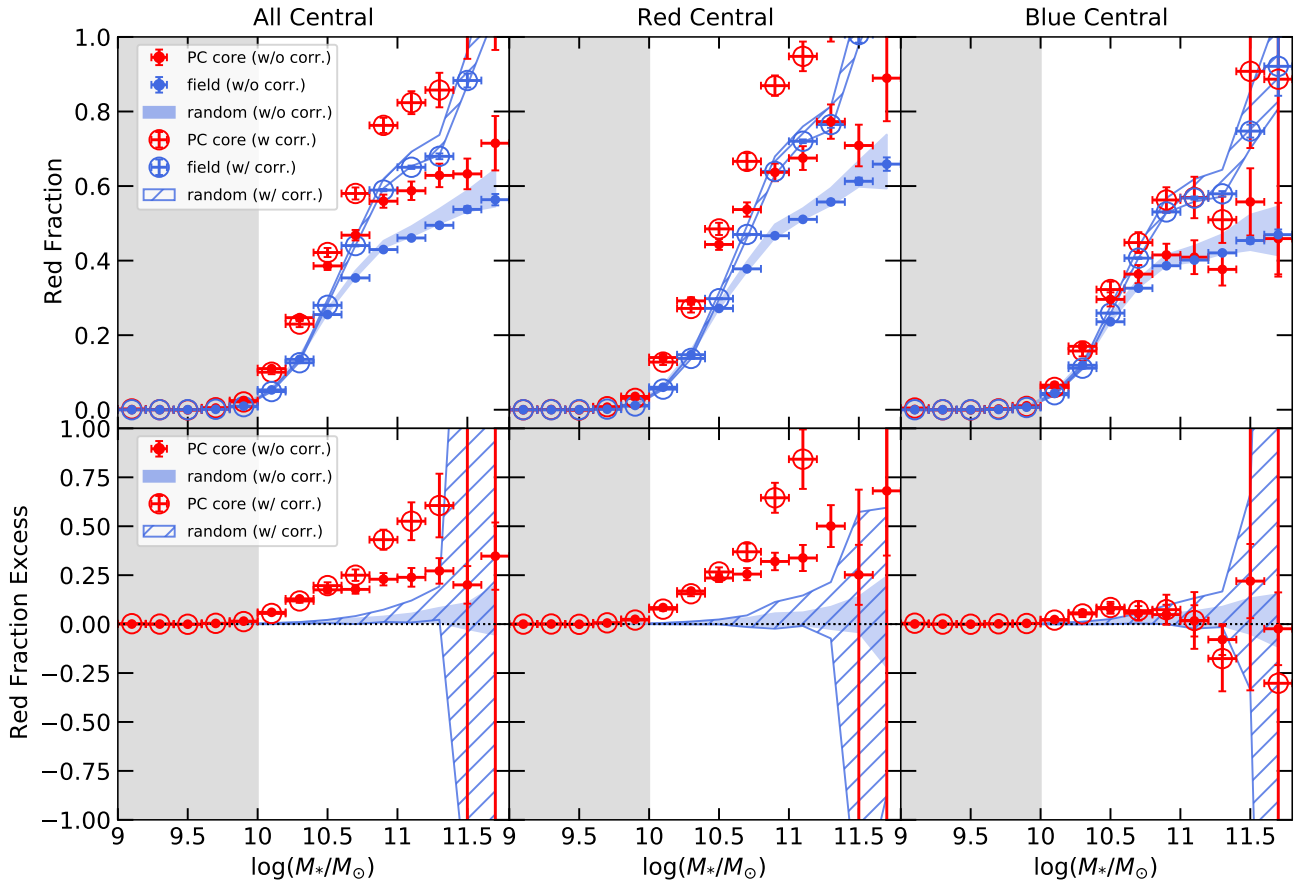 All Central
Red Central
Blue Central
Red Fraction
1.0
0.8
0.6
0.4
0.2
0.0
PC core (w/o corr.)
field (w/o corr.)
random (w/o corr.)
PC core (w corr.)
field (w/ corr.)
random (w/ corr.)
Red Fraction Excess
1.00
0.75
0.50
0.25
0.00
−0.25
−0.50
−0.75
−1.00
PC core (w/o corr.)
random (w/o corr.)
PC core (w/ corr.)
random (w/ corr.)
9 9.5 10 10.5 11 11.5 9 9.5 10 10.5 11 11.5 9 9.5 10 10.5 11 11.5
log(M*/M⊙) log(M*/M⊙) log(M*/M⊙)